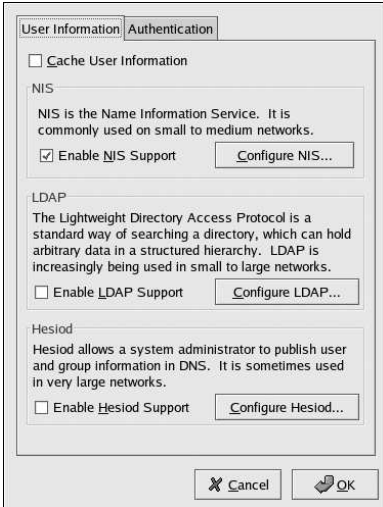 User Information Authentication
Cache User Information
NIS
NIS is the Name Information Service. It is
commonly used on small to medium networks.
Enable NIS Support Configure NIS...
LDAP
The Lightweight Directory Access Protocol is a
standard way of searching a directory, which can hold
arbitrary data in a structured hierarchy. LDAP is
increasingly being used in small to large networks.
Enable LDAP Support Configure LDAP...
Hesiod
Hesiod allows a system administrator to publish user
and group information in DNS. It is sometimes used
in very large networks.
Enable Hesiod Support Configure Hesiod...
Cancel OK